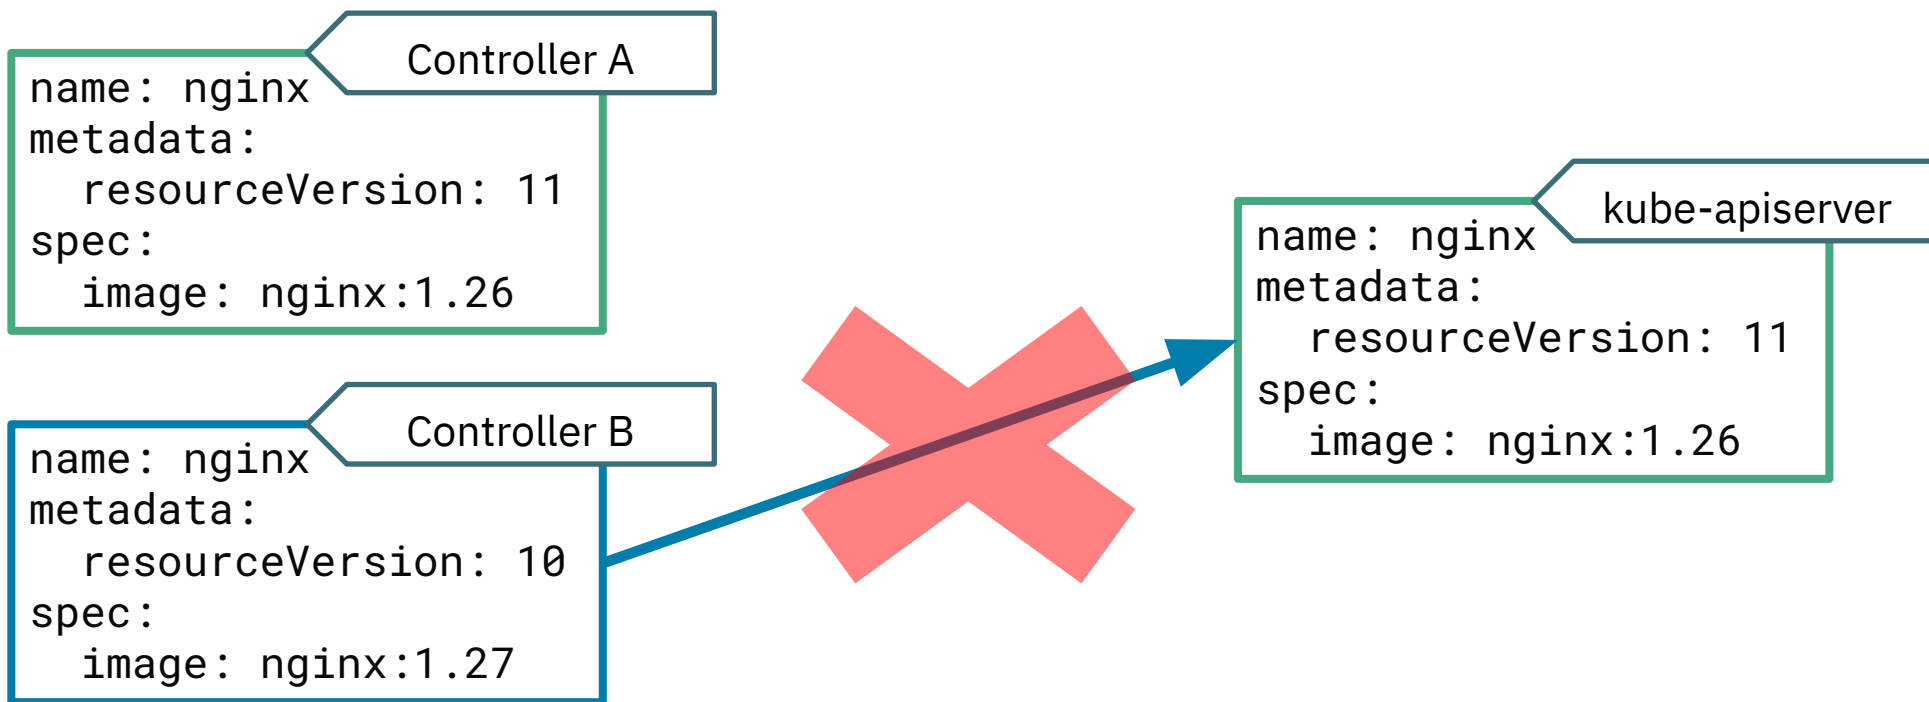 Controller A
name: nginx
metadata:
  resourceVersion: 11
spec:
  image: nginx:1.26
Controller B
name: nginx
metadata:
  resourceVersion: 10
spec:
  image: nginx:1.27
kube-apiserver
name: nginx
metadata:
  resourceVersion: 11
spec:
  image: nginx:1.26